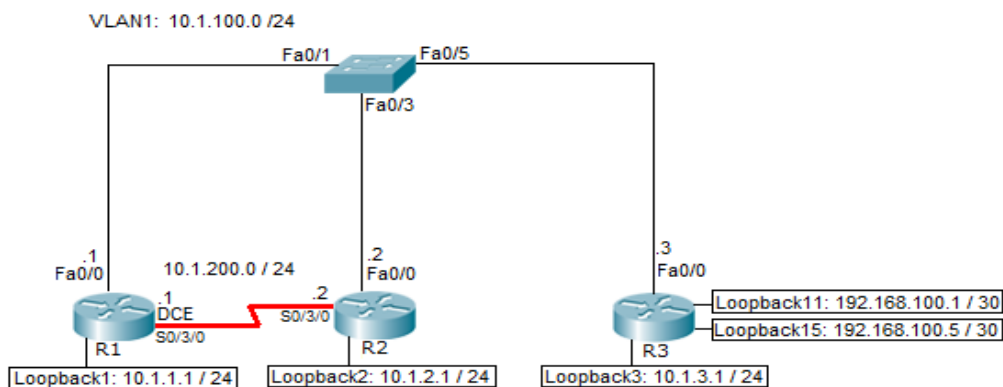 VLAN1: 10.1.100.0 /24
Fa0/1
Fa0/5
Fa0/3
.1
Fa0/0
10.1.200.0 / 24
.2
Fa0/0
.3
Fa0/0
.1
DCE
S0/3/0
.2
S0/3/0
R1
R2
R3
Loopback11: 192.168.100.1 / 30
Loopback15: 192.168.100.5 / 30
Loopback1: 10.1.1.1 / 24
Loopback2: 10.1.2.1 / 24
Loopback3: 10.1.3.1 / 24